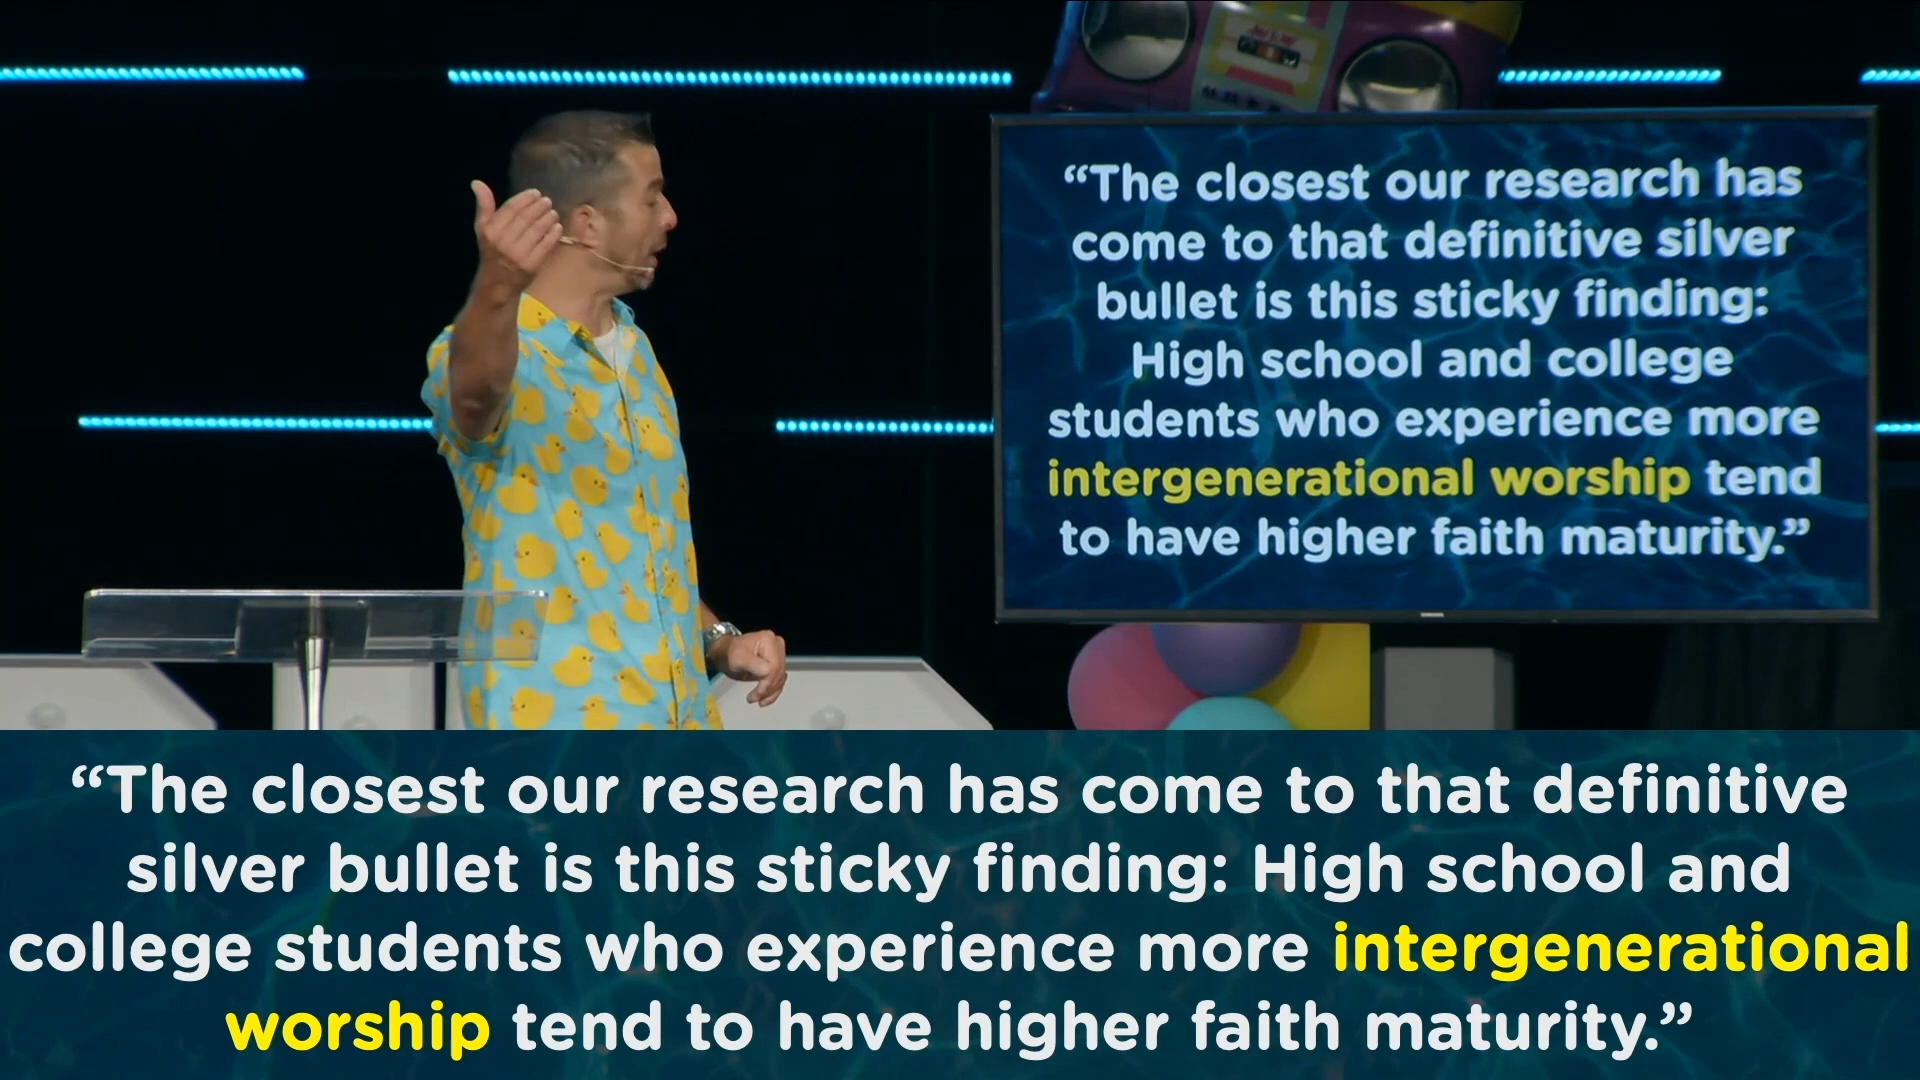 “The closest our research has
come to that definitive silver
bullet is this sticky finding:
High school and college
students who experience more
intergenerational worship tend
to have higher faith maturity.”
“The closest our research has come to that definitive
silver bullet is this sticky finding: High school and
college students who experience more intergenerational
worship tend to have higher faith maturity.”